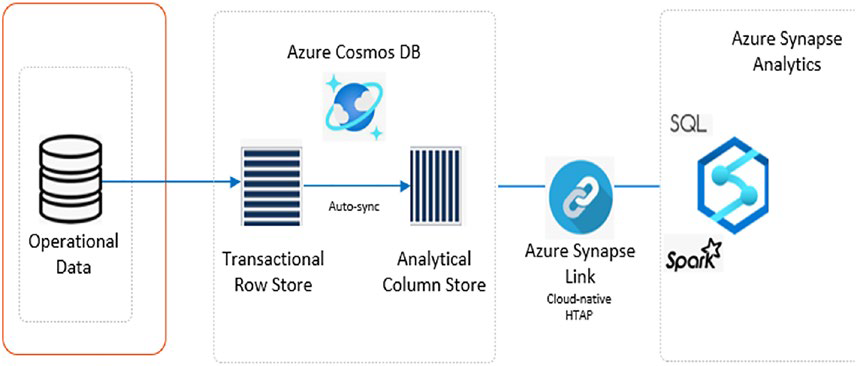 Azure Cosmos DB
Azure Synapse
Analytics
SQL
Auto-sync
Operational
Data
Transactional
Row Store
Analytical
Column Store
Azure Synapse
Link
Cloud-native
HTAP
Spark